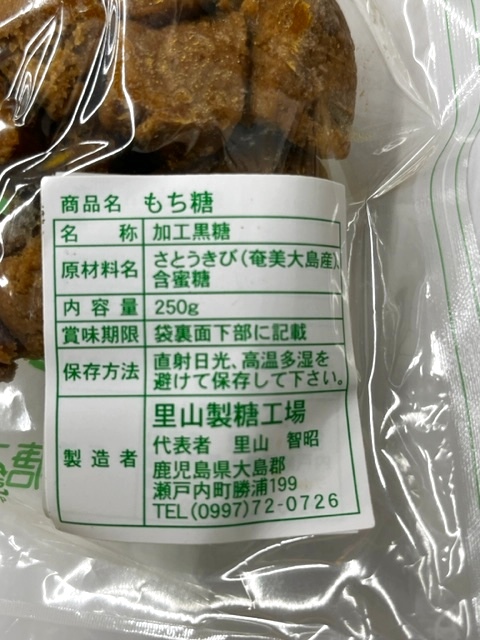 商品名 もち糖
名 称 加工黒糖
原材料名 さとうきび(奄美大島産)、
含蜜糖
内容量 250g
賞味期限 袋裏面下部に記載
保存方法 直射日光、高温多湿を
避けて保存して下さい。
製造者 里山製糖工場
代表者 里山 智昭
鹿児島県大島郡
瀬戸内町勝浦199
TEL(0997)72-0726